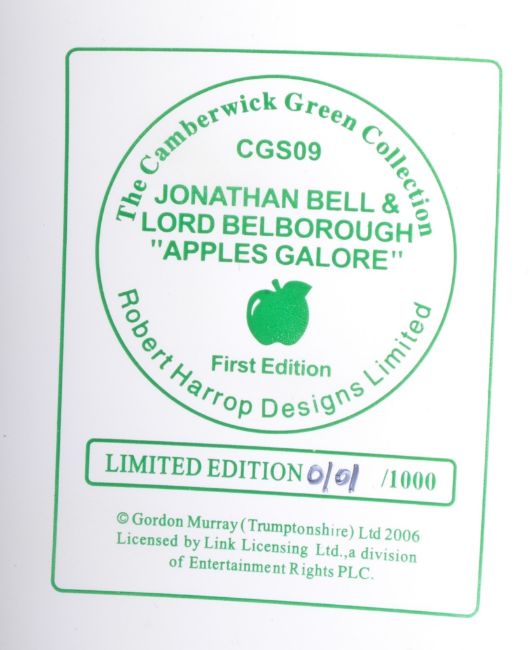 The Camberwick Green Collection
CGS09
JONATHAN BELL &
LORD BELBOROUGH
"APPLES GALORE"
First Edition
Robert Harrop Designs Limited
LIMITED EDITION 0101 /1000
© Gordon Murray (Trumptonshire) Ltd 2006
Licensed by Link Licensing Ltd.,a division
of Entertainment Rights PLC.